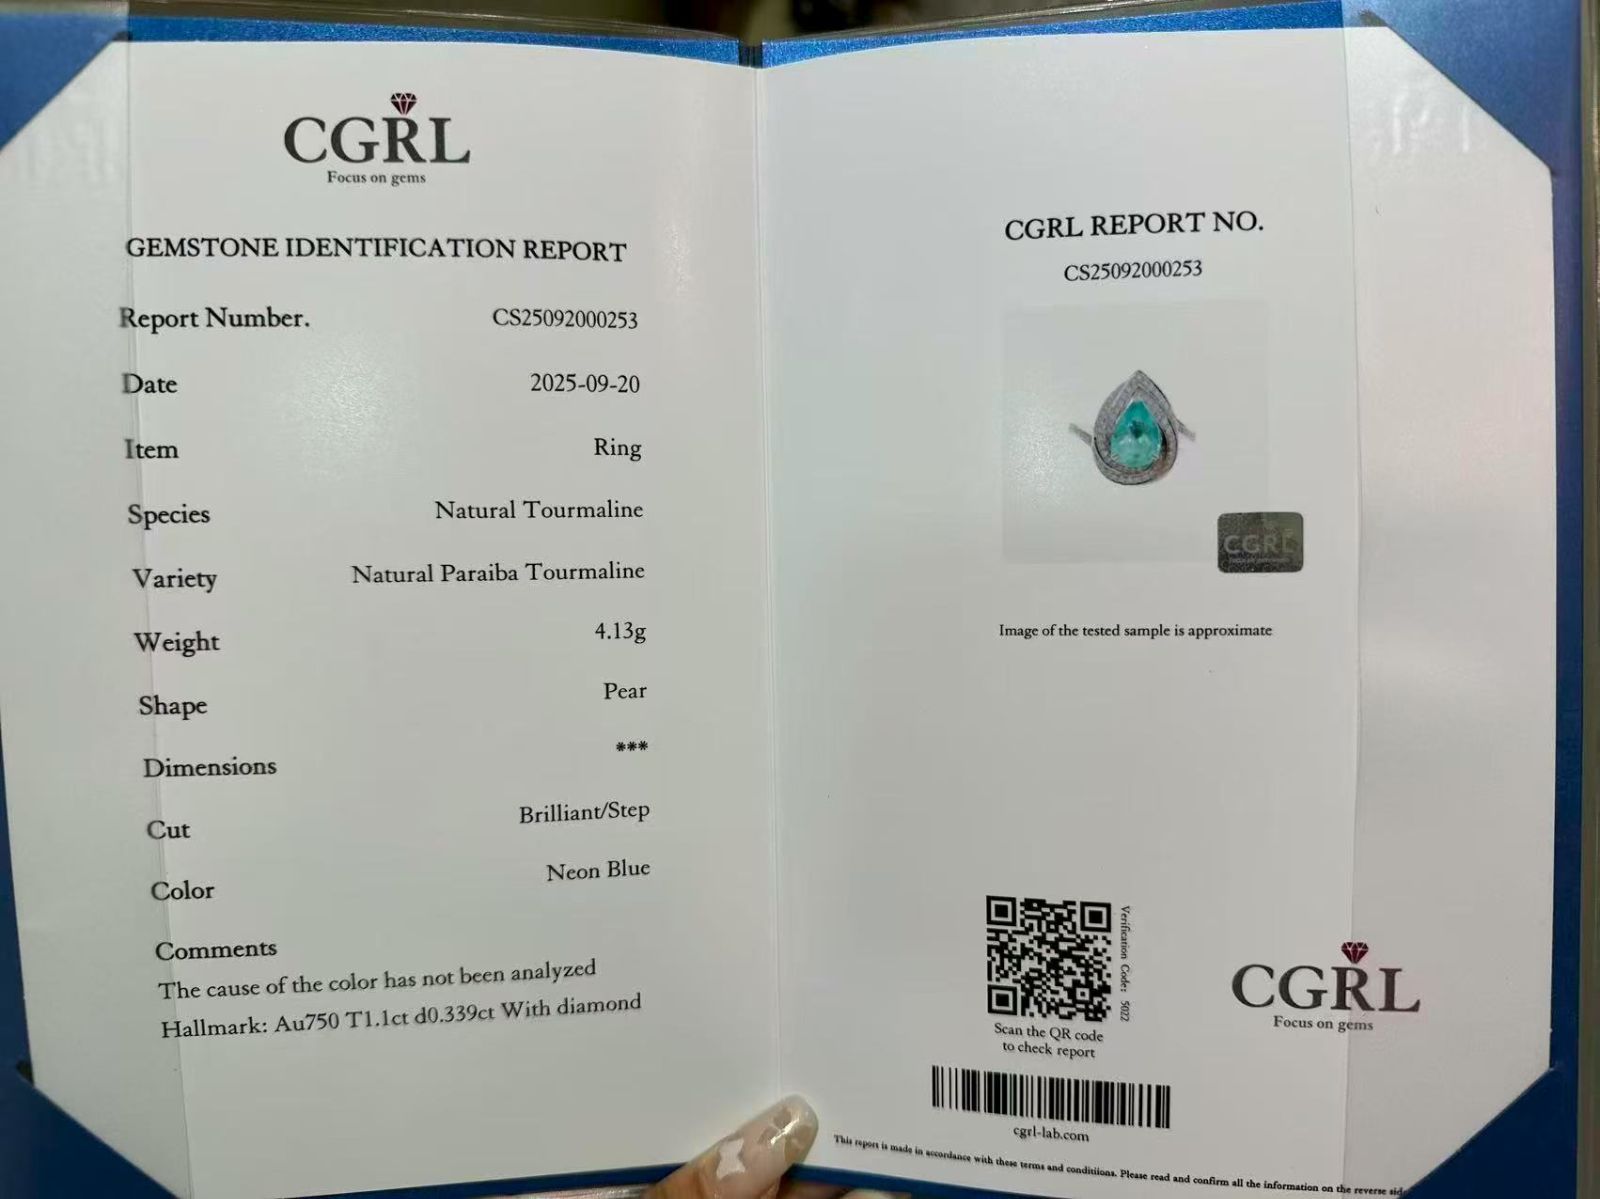 CGRL
Focus on gems
GEMSTONE IDENTIFICATION REPORT
Report Number. CS25092000253
Date 2025-09-20
Item Ring
Species Natural Tourmaline
Variety Natural Paraiba Tourmaline
Weight 4.13g
Shape Pear
Dimensions ***
Cut Brilliant/Step
Color Neon Blue
Comments
The cause of the color has not been analyzed
Hallmark: Au750 T1.1ct d0.339ct With diamond
CGRL REPORT NO.
CS25092000253
CGRL
Image of the tested sample is approximate
Verification Code: 5022
Scan the QR code
to check report
CGRL
Focus on gems
cgrl-lab.com
This report is made in accordance with these terms and conditiions. Please read and confirm all the information on the reverse